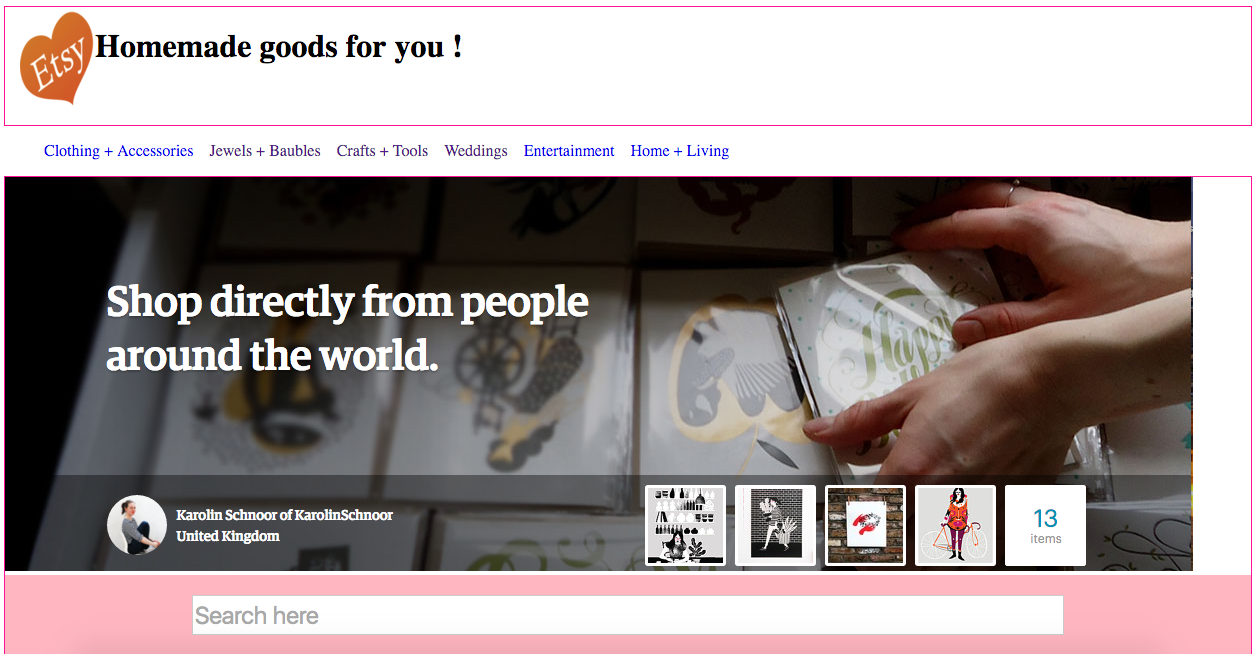 Etsy
Homemade goods for you !
Clothing + Accessories Jewels + Baubles Crafts + Tools Weddings Entertainment Home + Living
Shop directly from people
around the world.
Happy
Karolin Schnoor of KarolinSchnoor
United Kingdom
13
items
Search here